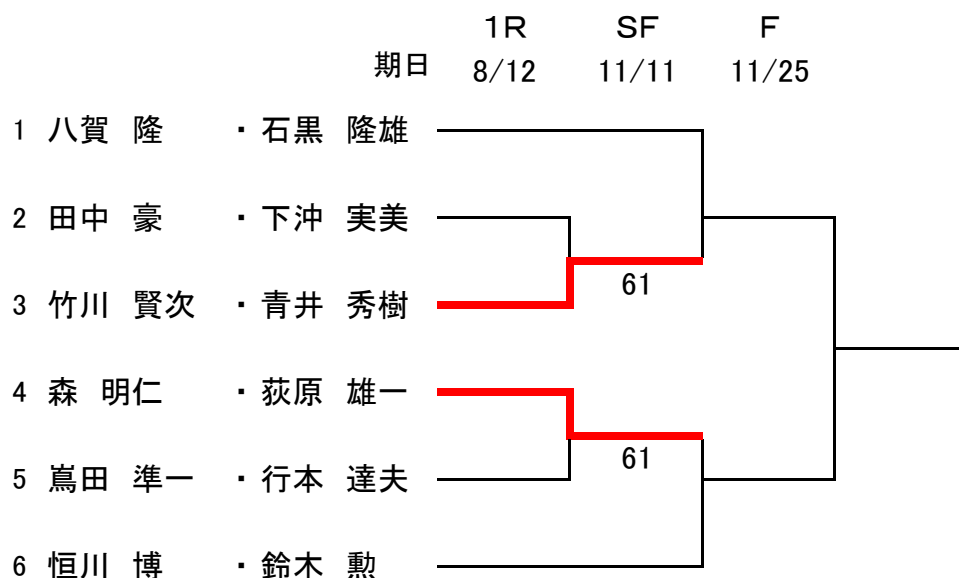 1R SF F
期日 8/12 11/11 11/25
1 八賀 隆 ・ 石黒 隆雄
2 田中 豪 ・ 下沖 実美
61
3 竹川 賢次 ・ 青井 秀樹
4 森 明仁 ・ 荻原 雄一
61
5 嶌田 準一 ・ 行本 達夫
6 恒川 博 ・ 鈴木 勲